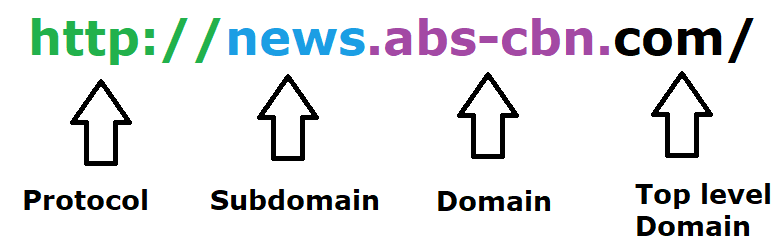 http://news.abs-cbn.com/
Protocol
Subdomain
Domain
Top level
Domain